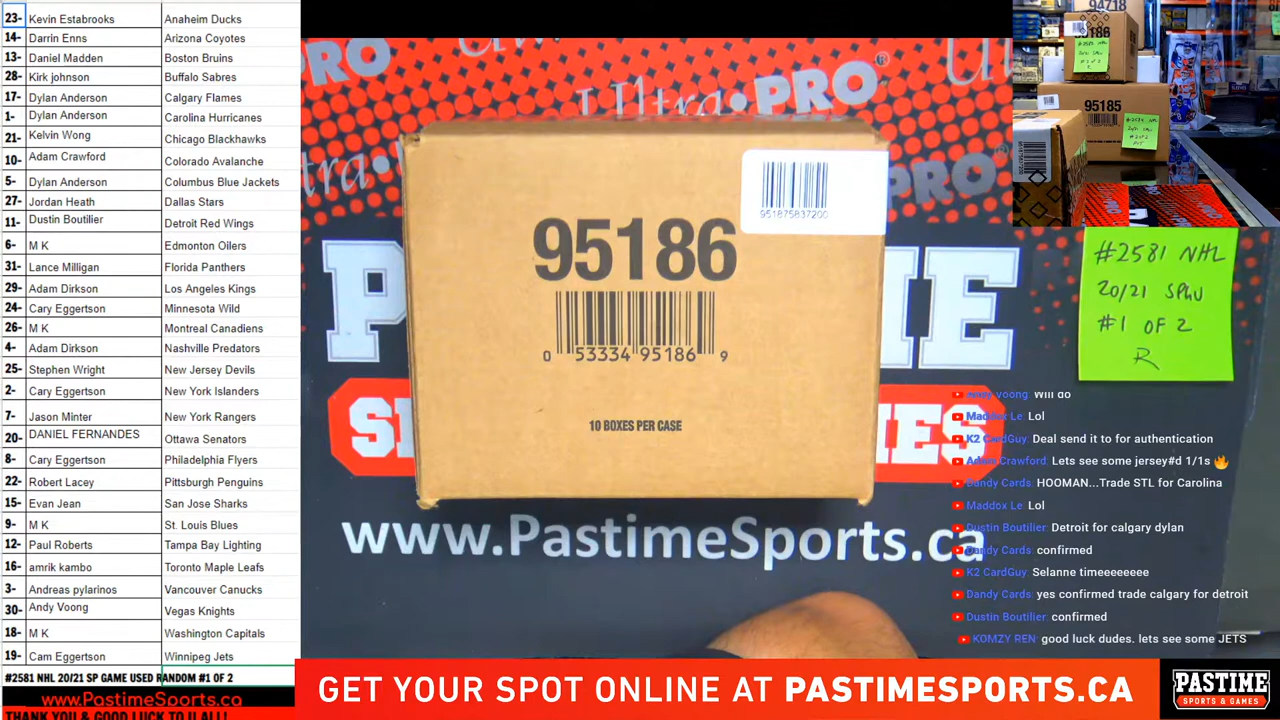 23- Kevin Estabrooks Anaheim Ducks
14- Darrin Enns Arizona Coyotes
13- Daniel Madden Boston Bruins
28- Kirk johnson Buffalo Sabres
17- Dylan Anderson Calgary Flames
1- Dylan Anderson Carolina Hurricanes
21- Kelvin Wong Chicago Blackhawks
10- Adam Crawford Colorado Avalanche
5- Dylan Anderson Columbus Blue Jackets
27- Jordan Heath Dallas Stars
11- Dustin Boutilier Detroit Red Wings
6- M K Edmonton Oilers
31- Lance Milligan Florida Panthers
29- Adam Dirkson Los Angeles Kings
24- Cary Eggertson Minnesota Wild
26- M K Montreal Canadiens
4- Adam Dirkson Nashville Predators
25- Stephen Wright New Jersey Devils
2- Cary Eggertson New York Islanders
7- Jason Minter New York Rangers
20- DANIEL FERNANDES Ottawa Senators
8- Cary Eggertson Philadelphia Flyers
22- Robert Lacey Pittsburgh Penguins
15- Evan Jean San Jose Sharks
9- M K St. Louis Blues
12- Paul Roberts Tampa Bay Lighting
16- amrik kambo Toronto Maple Leafs
3- Andreas pylarinos Vancouver Canucks
30- Andy Voong Vegas Knights
18- M K Washington Capitals
19- Cam Eggertson Winnipeg Jets
#2581 NHL 20/21 SP GAME USED RANDOM #1 OF 2
www.PastimeSports.ca
THANK YOU & GOOD LUCK TO U ALL!
Ultra•PRO®
PRO
951875837200
95186
0 53334 95186 9
10 BOXES PER CASE
www.PastimeSports.ca
94718
95186
95185
#2581 NHL
20/21 SPGU
#1 OF 2
R
Andy Voong: Will do
Maddox Le: Lol
K2 CardGuy: Deal send it to for authentication
Adam Crawford: Lets see some jersey#d 1/1s 🔥
Dandy Cards: HOOMAN...Trade STL for Carolina
Maddox Le: Lol
Dustin Boutilier: Detroit for calgary dylan
Dandy Cards: confirmed
K2 CardGuy: Selanne timeeeeeee
Dandy Cards: yes confirmed trade calgary for detroit
Dustin Boutilier: confirmed
KOMZY REN: good luck dudes. lets see some JETS
GET YOUR SPOT ONLINE AT PASTIMESPORTS.CA
PASTIME
SPORTS & GAMES